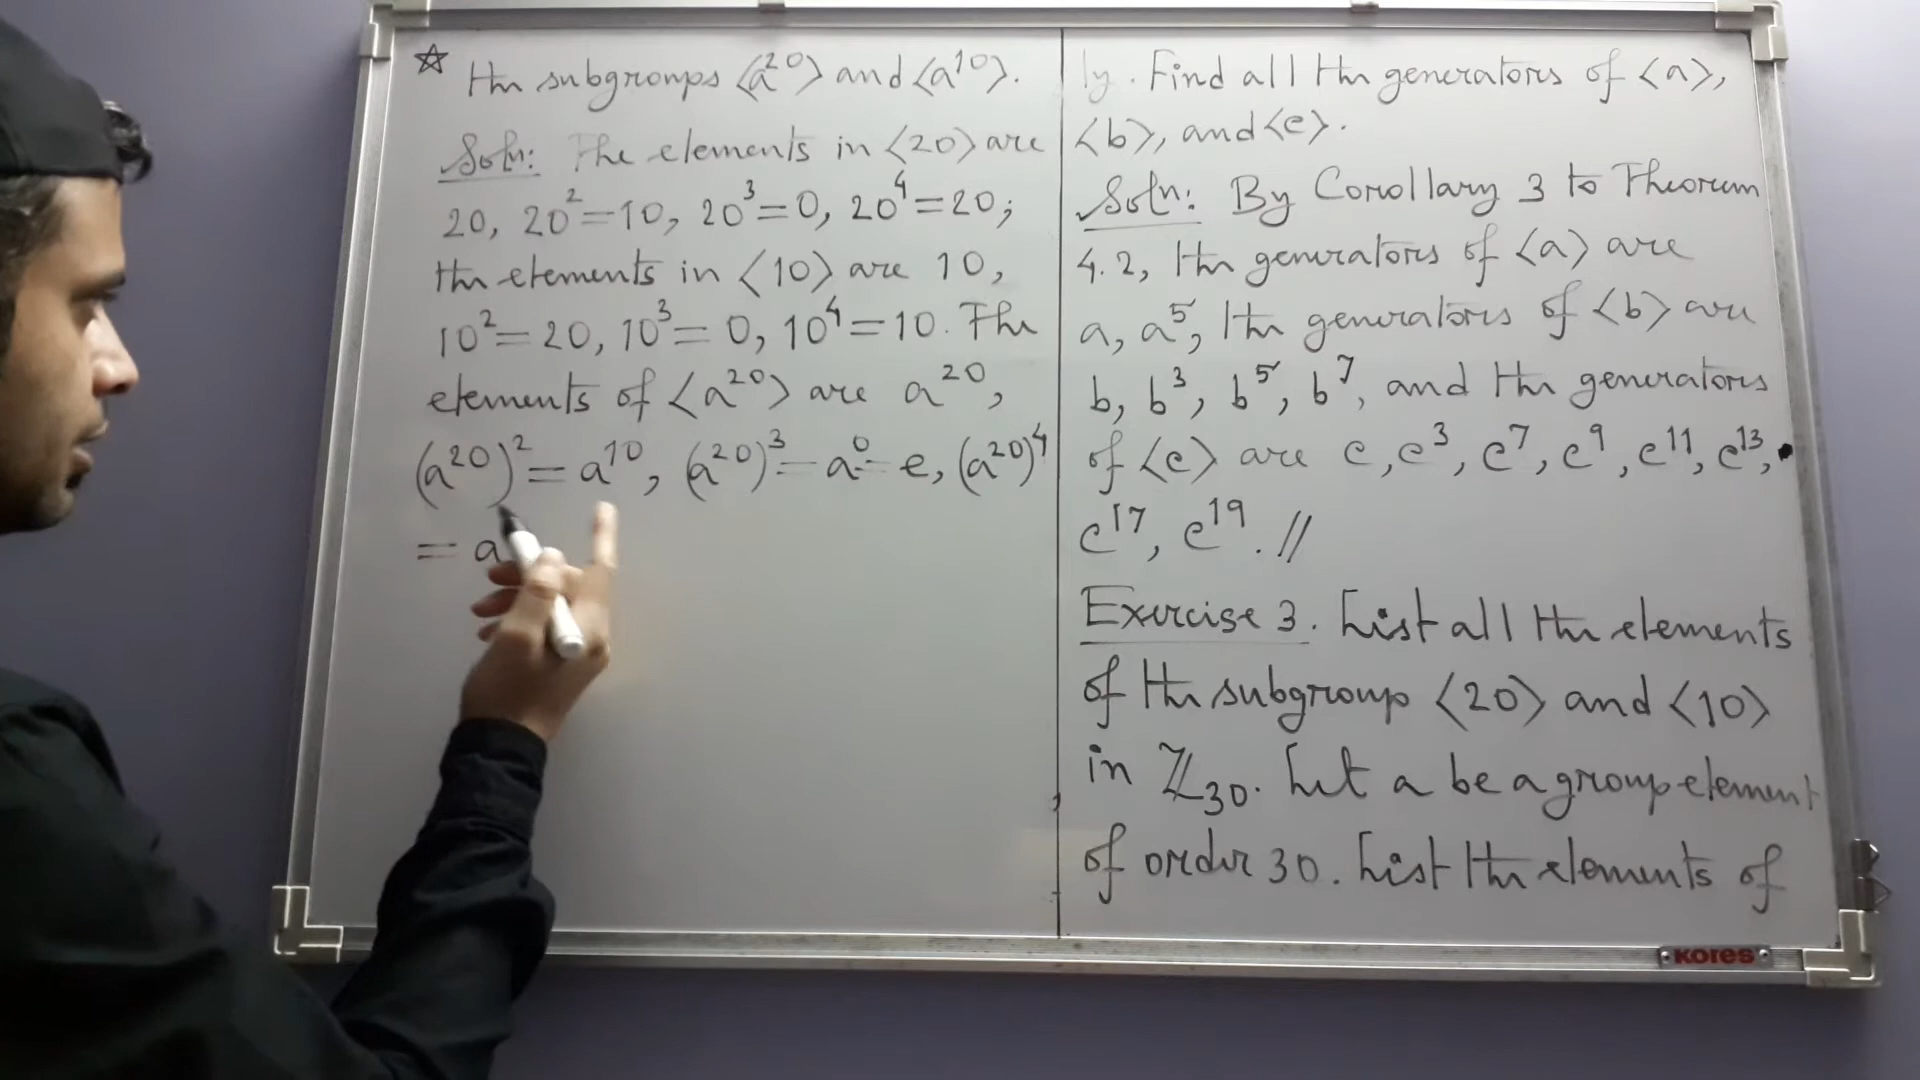 ☆ the subgroups ⟨a²⁰⟩ and ⟨a¹⁰⟩.
Soln: The elements in ⟨20⟩ are
20, 20²=10, 20³=0, 20⁴=20;
the elements in ⟨10⟩ are 10,
10²=20, 10³=0, 10⁴=10. The
elements of ⟨a²⁰⟩ are a²⁰,
(a²⁰)²=a¹⁰, (a²⁰)³=a⁰=e, (a²⁰)⁴
= a
ly. Find all the generators of ⟨a⟩,
⟨b⟩, and ⟨c⟩.
Soln: By Corollary 3 to Theorem
4.2, the generators of ⟨a⟩ are
a, a⁵, the generators of ⟨b⟩ are
b, b³, b⁵, b⁷, and the generators
of ⟨c⟩ are c, c³, c⁷, c⁹, c¹¹, c¹³,
c¹⁷, c¹⁹. //
Exercise 3. List all the elements
of the subgroup ⟨20⟩ and ⟨10⟩
in ℤ₃₀. Let a be a group element
of order 30. List the elements of
KORES